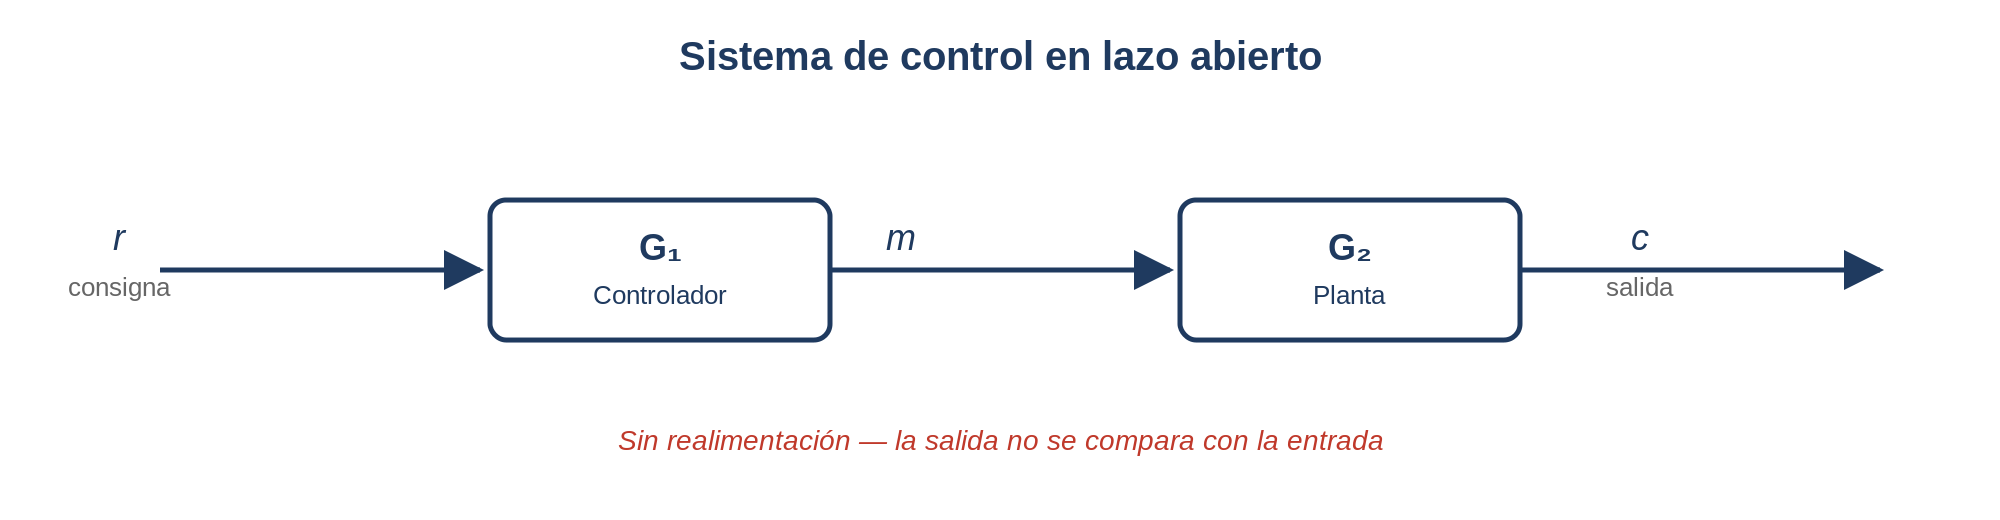 Sistema de control en lazo abierto
r
consigna
G₁
Controlador
m
G₂
Planta
c
salida
Sin realimentación — la salida no se compara con la entrada